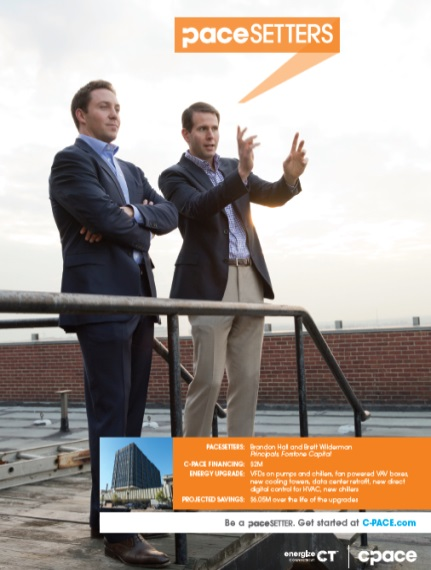 paceSETTERS
PACESETTERS: Brandon Hall and Brett Wilderman
Principals, Forstone Capital
C-PACE FINANCING: $2M
ENERGY UPGRADE: VFDs on pumps and chillers, fan powered VAV boxes,
new cooling towers, data center retrofit, new direct
digital control for HVAC, new chillers
PROJECTED SAVINGS: $6.05M over the life of the upgrades
Be a paceSETTER. Get started at C-PACE.com
energize
CT
c-pace